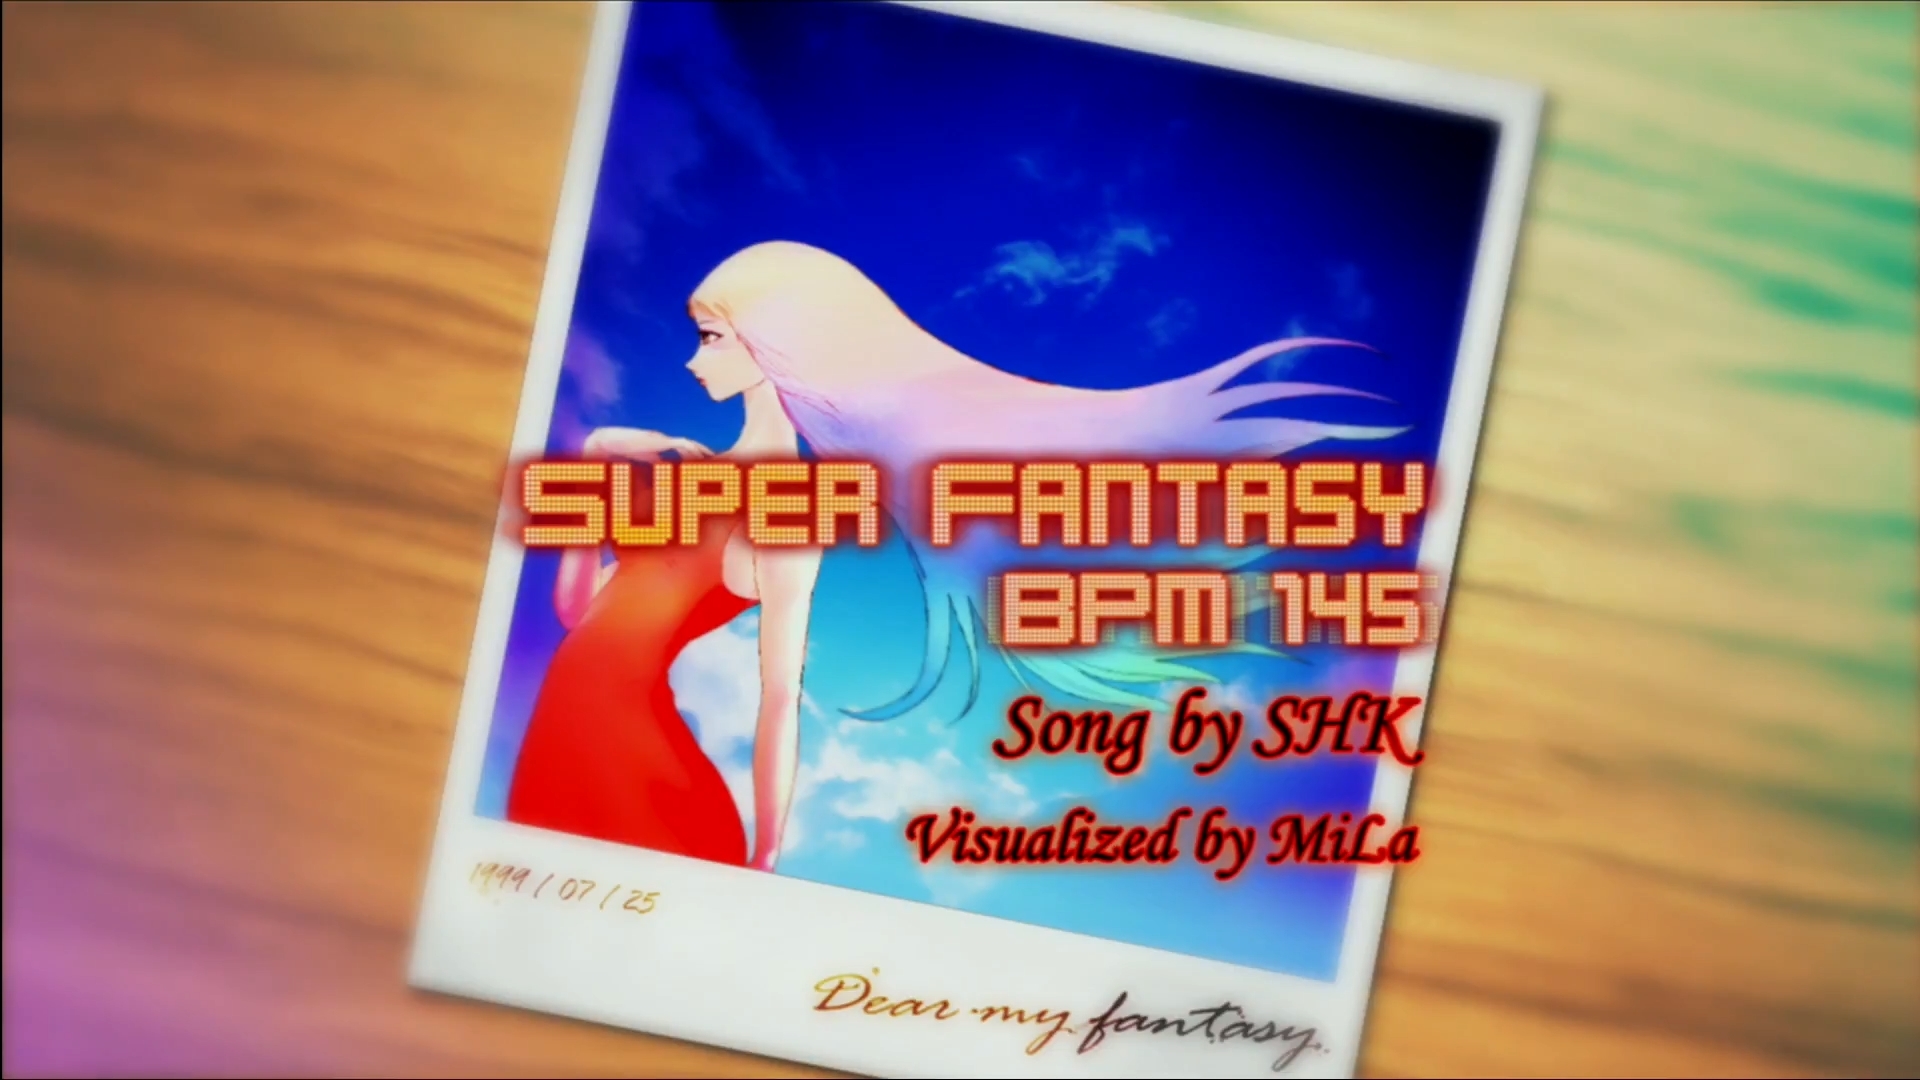 SUPER FANTASY
BPM 145
Song by SHK
Visualized by MiLa
1999 / 07 / 25
Dear my fantasy.